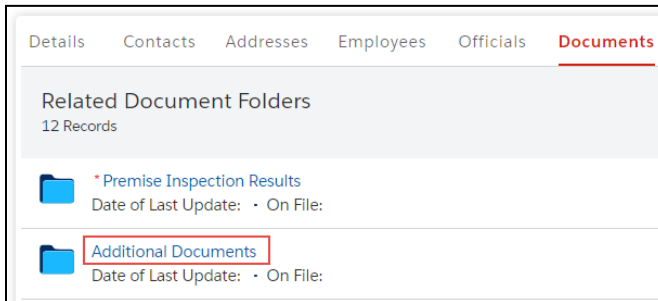 Details Contacts Addresses Employees Officials Documents
Related Document Folders
12 Records
* Premise Inspection Results
Date of Last Update: • On File:
Additional Documents
Date of Last Update: • On File: